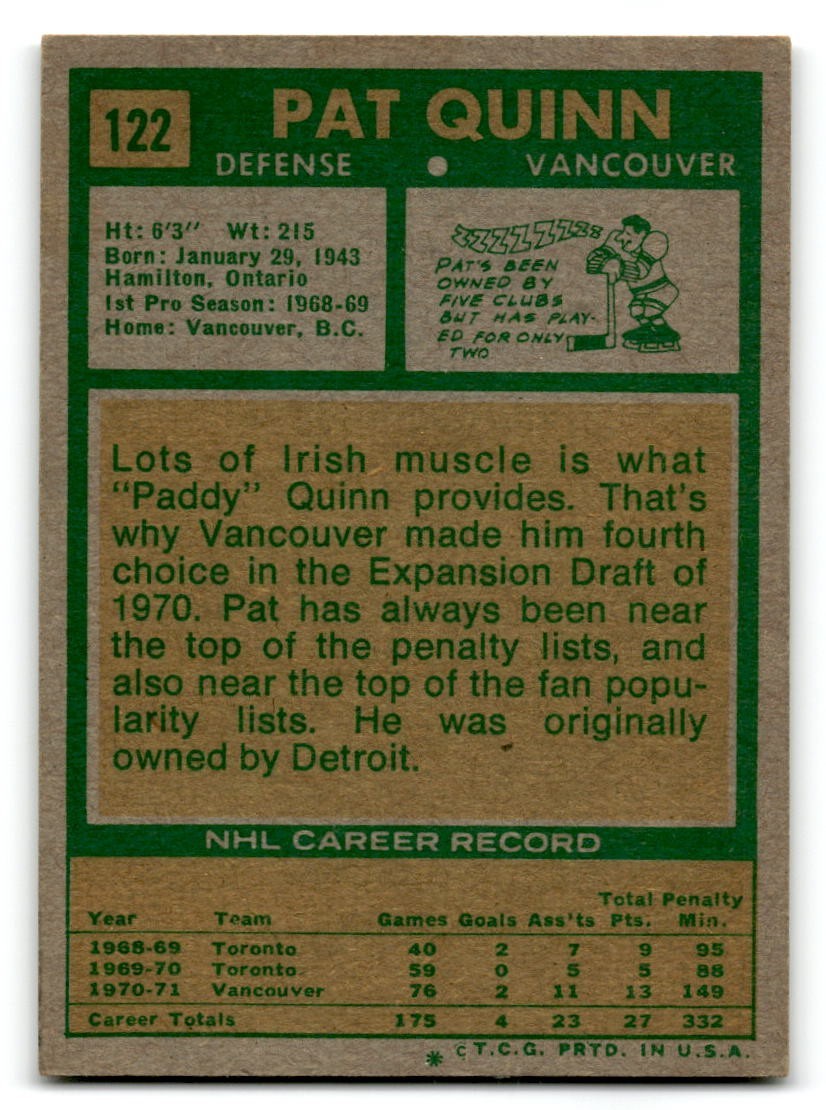 122
PAT QUINN
DEFENSE • VANCOUVER
Ht: 6'3" Wt: 215
Born: January 29, 1943
Hamilton, Ontario
1st Pro Season: 1968-69
Home: Vancouver, B.C.
ZZZZZZZZZ
PAT'S BEEN
OWNED BY
FIVE CLUBS
BUT HAS PLAY-
ED FOR ONLY
TWO
Lots of Irish muscle is what
"Paddy" Quinn provides. That's
why Vancouver made him fourth
choice in the Expansion Draft of
1970. Pat has always been near
the top of the penalty lists, and
also near the top of the fan popu-
larity lists. He was originally
owned by Detroit.
NHL CAREER RECORD
Total Penalty
Year Team Games Goals Ass'ts Pts. Min.
1968-69 Toronto 40 2 7 9 95
1969-70 Toronto 59 0 5 5 88
1970-71 Vancouver 76 2 11 13 149
Career Totals 175 4 23 27 332
* © T.C.G. PRTD. IN U.S.A.